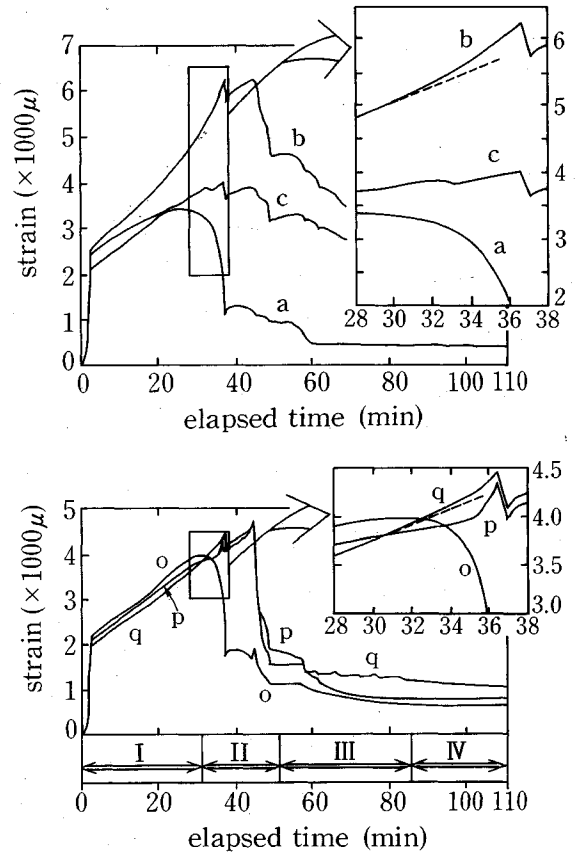 7
6
5
4
3
2
1
0
strain (×1000μ)
b
c
a
0 20 40 60 80 100 110
elapsed time (min)
b
c
a
6
5
4
3
2
28 30 32 34 36 38
5
4
3
2
1
0
strain (×1000μ)
o
p
q
p
q
o
q
p
o
4.5
4.0
3.5
3.0
28 30 32 34 36 38
I II III IV
0 20 40 60 80 100 110
elapsed time (min)